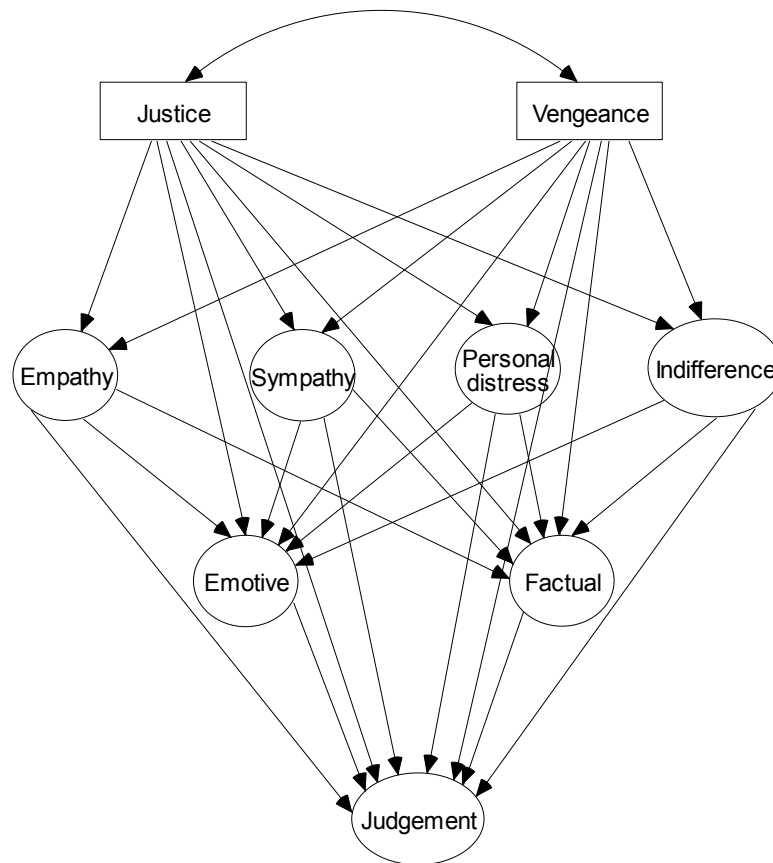 Justice
Vengeance
Empathy
Sympathy
Personal
distress
Indifference
Emotive
Factual
Judgement